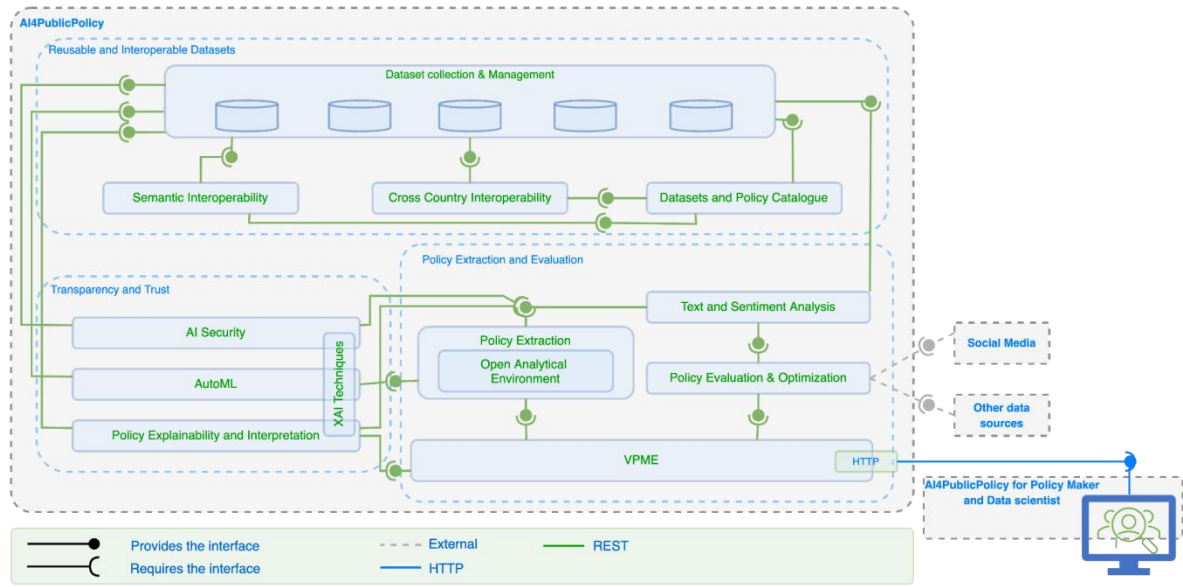 AI4PublicPolicy
Reusable and Interoperable Datasets
Dataset collection & Management
Semantic Interoperability
Cross Country Interoperability
Datasets and Policy Catalogue
Policy Extraction and Evaluation
Transparency and Trust
AI Security
AutoML
Policy Explainability and Interpretation
XAI Techniques
Policy Extraction
Open Analytical
Environment
Text and Sentiment Analysis
Policy Evaluation & Optimization
VPME
HTTP
Social Media
Other data
sources
AI4PublicPolicy for Policy Maker
and Data scientist
Provides the interface
Requires the interface
External
HTTP
REST